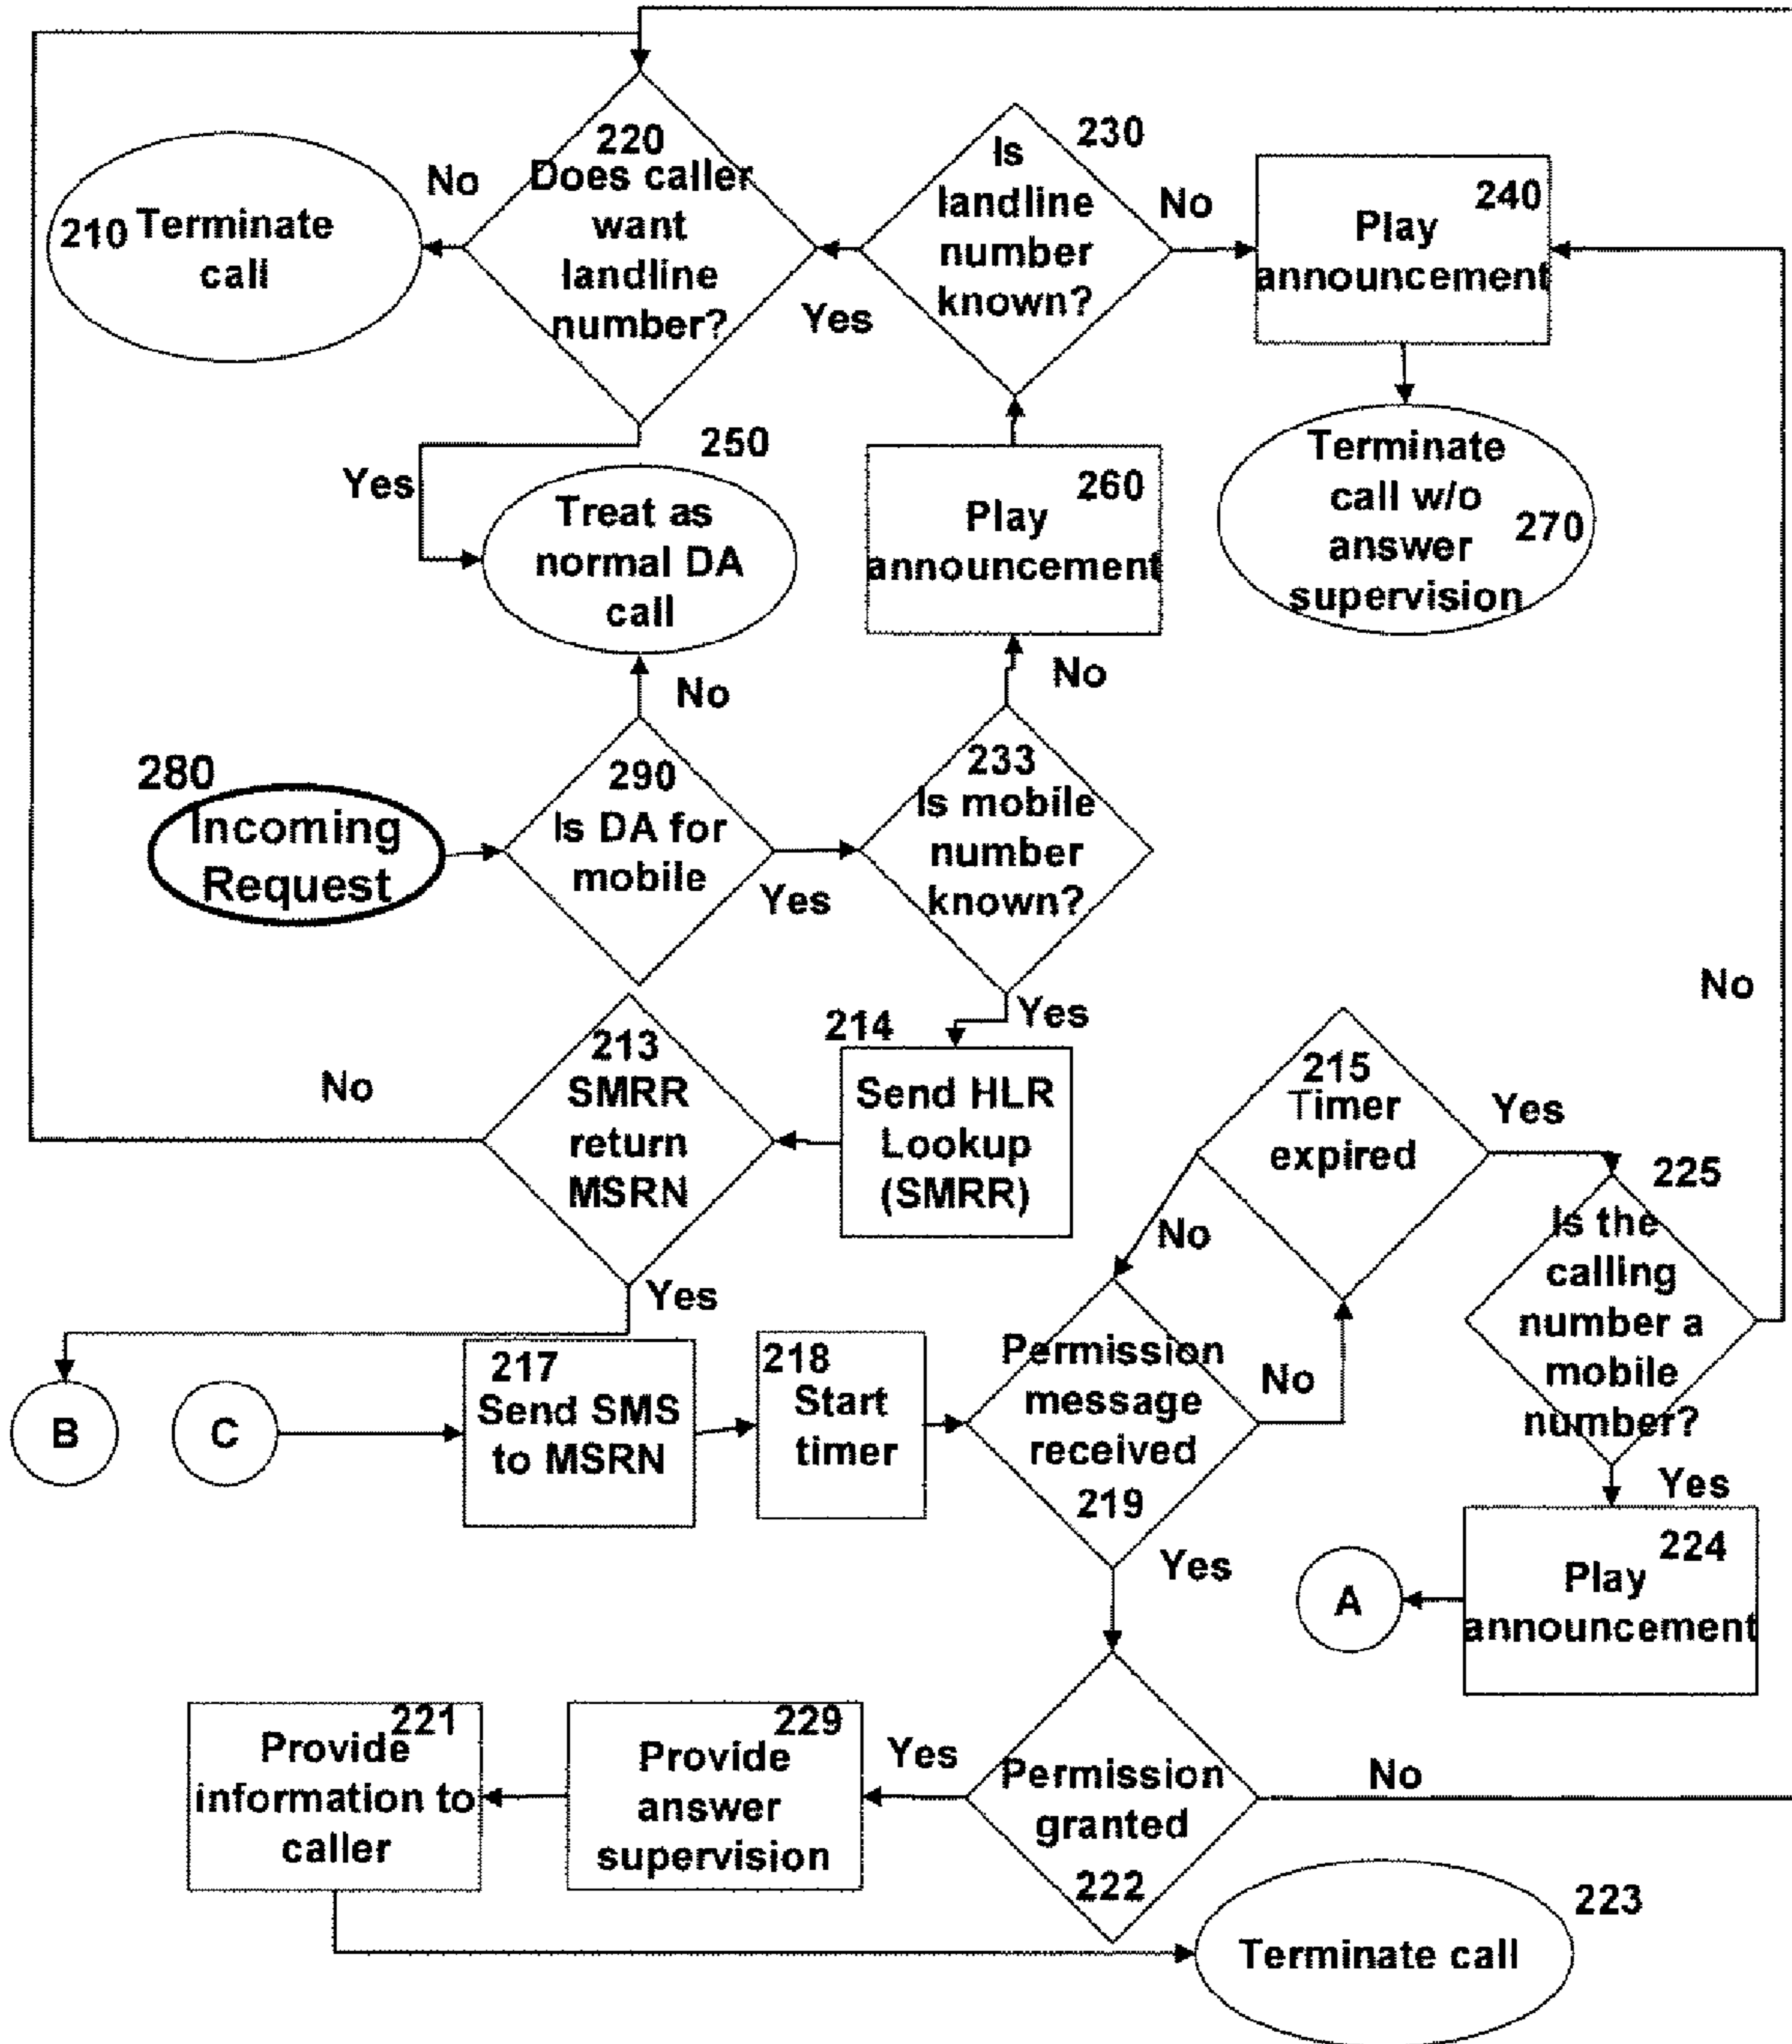 220
Does caller
want
landline
number?
No
210 Terminate
call
230
Is
landline
number
known?
No
Yes
240
Play
announcement
Yes
250
Treat as
normal DA
call
260
Play
announcement
Terminate
call w/o
answer
supervision
270
No
No
280
Incoming
Request
290
Is DA for
mobile
Yes
233
Is mobile
number
known?
Yes
No
213
SMRR
return
MSRN
No
Yes
214
Send HLR
Lookup
(SMRR)
215
Timer
expired
Yes
No
225
Is the
calling
number a
mobile
number?
Yes
B
C
217
Send SMS
to MSRN
218
Start
timer
Permission
message
received
219
No
Yes
224
Play
announcement
A
221
Provide
information to
caller
229
Provide
answer
supervision
Yes
Permission
granted
222
No
223
Terminate call